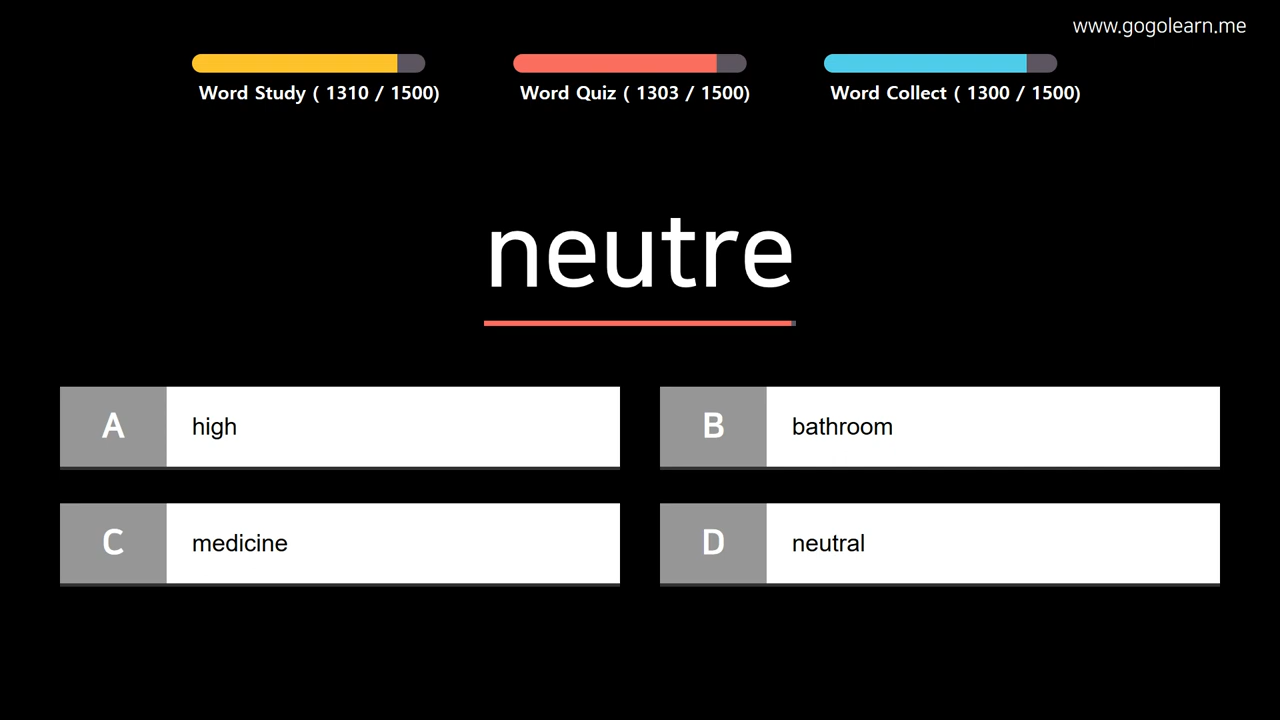 www.gogolearn.me
Word Study ( 1310 / 1500)
Word Quiz ( 1303 / 1500)
Word Collect ( 1300 / 1500)
neutre
A high
B bathroom
C medicine
D neutral